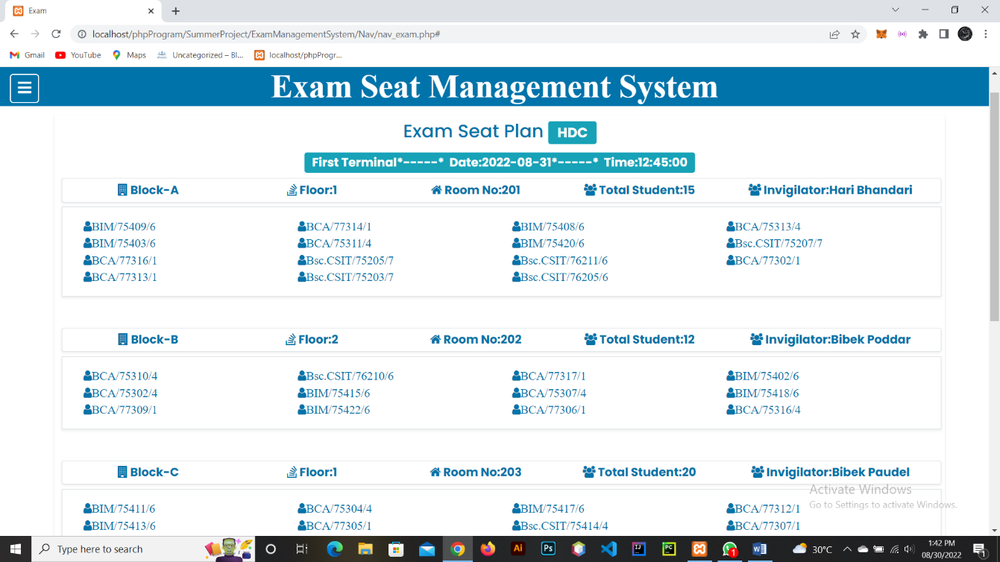 Exam
localhost/phpProgram/SummerProject/ExamManagementSystem/Nav/nav_exam.php#
Gmail YouTube Maps Uncategorized – Bl... localhost/phpProgr...
Exam Seat Management System
Exam Seat Plan HDC
First Terminal*-----* Date:2022-08-31*-----* Time:12:45:00
Block-A Floor:1 Room No:201 Total Student:15 Invigilator:Hari Bhandari
BIM/75409/6 BCA/77314/1 BIM/75408/6 BCA/75313/4
BIM/75403/6 BCA/75311/4 BIM/75420/6 Bsc.CSIT/75207/7
BCA/77316/1 Bsc.CSIT/75205/7 Bsc.CSIT/76211/6 BCA/77302/1
BCA/77313/1 Bsc.CSIT/75203/7 Bsc.CSIT/76205/6
Block-B Floor:2 Room No:202 Total Student:12 Invigilator:Bibek Poddar
BCA/75310/4 Bsc.CSIT/76210/6 BCA/77317/1 BIM/75402/6
BCA/75302/4 BIM/75415/6 BCA/75307/4 BIM/75418/6
BCA/77309/1 BIM/75422/6 BCA/77306/1 BCA/75316/4
Block-C Floor:1 Room No:203 Total Student:20 Invigilator:Bibek Paudel
Activate Windows
Go to Settings to activate Windows.
BIM/75411/6 BCA/75304/4 BIM/75417/6 BCA/77312/1
BIM/75413/6 BCA/77305/1 Bsc.CSIT/75414/4 BCA/77307/1
Type here to search Ai Ps IJ PC 1 W 30°C 1:42 PM
08/30/2022 1